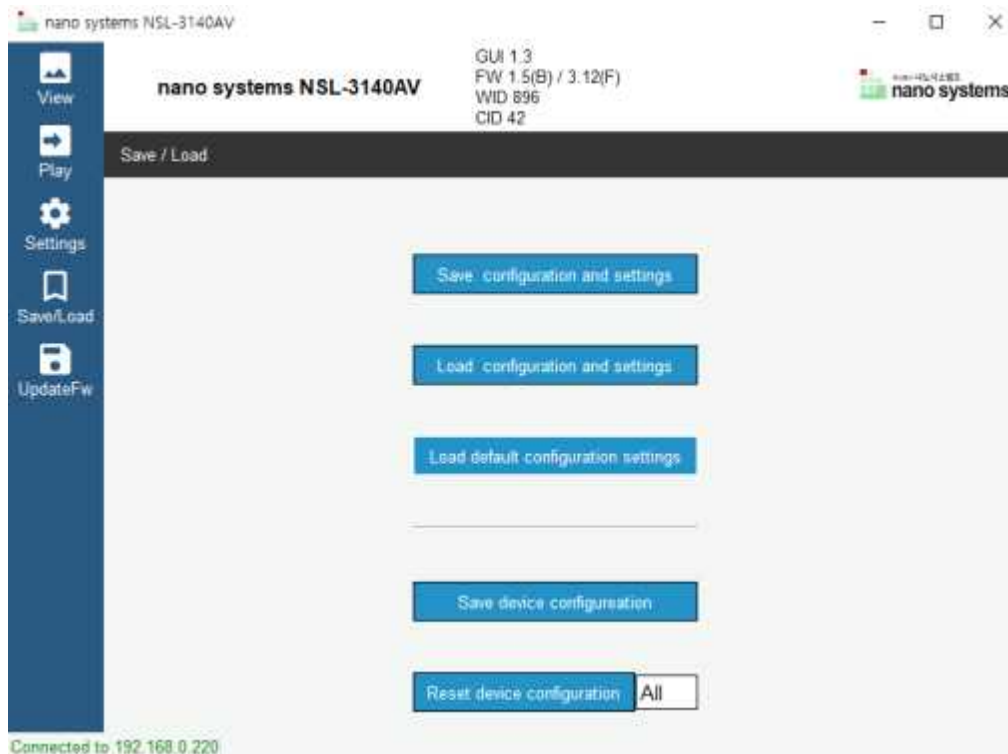 nano systems NSL-3140AV
View
Play
Settings
Save/Load
UpdateFw
nano systems NSL-3140AV
GUI 1.3
FW 1.5(B) / 3.12(F)
WID 896
CID 42
nano systems
Save / Load
Save configuration and settings
Load configuration and settings
Load default configuration settings
Save device configureation
Reset device configuration
All
Connected to 192.168.0.220